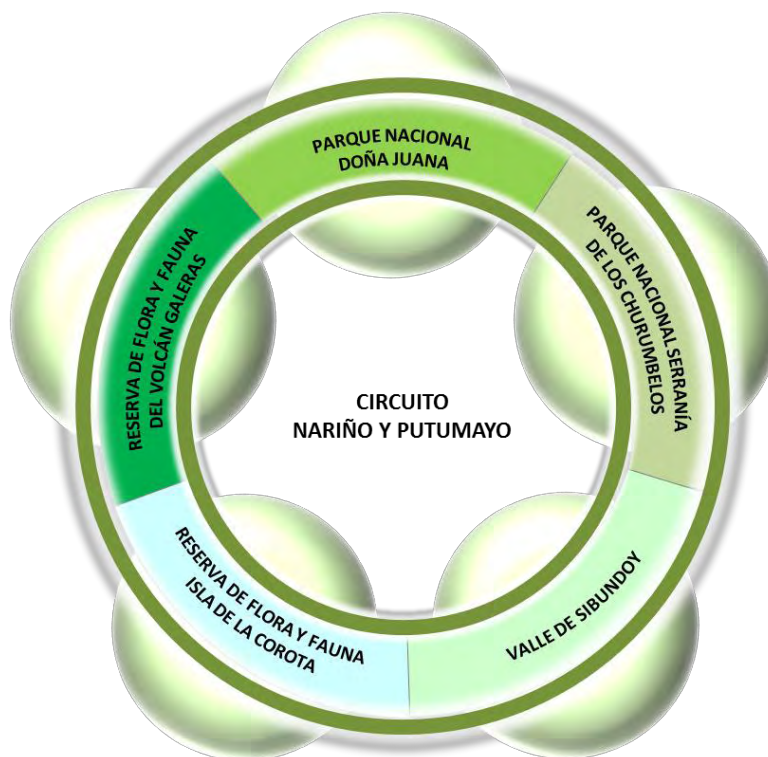 PARQUE NACIONAL
DOÑA JUANA
PARQUE NACIONAL SERRANÍA
DE LOS CHURUMBELOS
VALLE DE SIBUNDOY
RESERVA DE FLORA Y FAUNA
ISLA DE LA COROTA
RESERVA DE FLORA Y FAUNA
DEL VOLCÁN GALERAS
CIRCUITO
NARIÑO Y PUTUMAYO